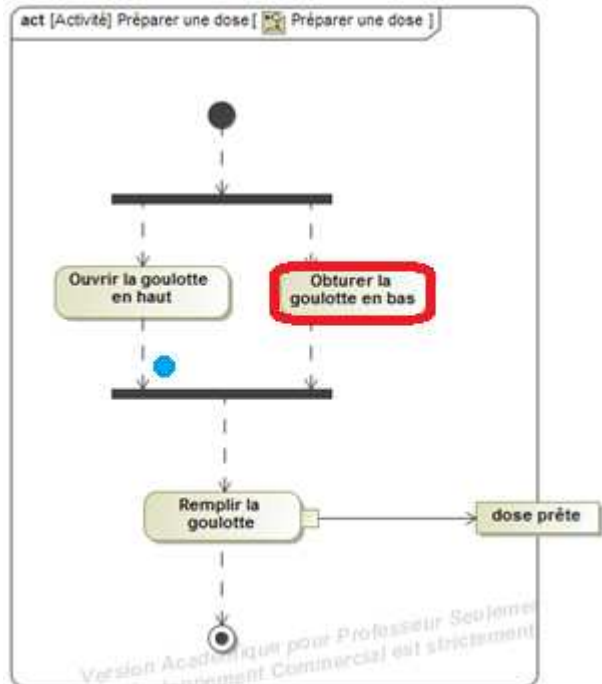 act [Activité] Préparer une dose [ Préparer une dose ]
Ouvrir la goulotte
en haut
Obturer la
goulotte en bas
Remplir la
goulotte
dose prête
Version Académique pour Professeur Seulement
Commercial est strictement